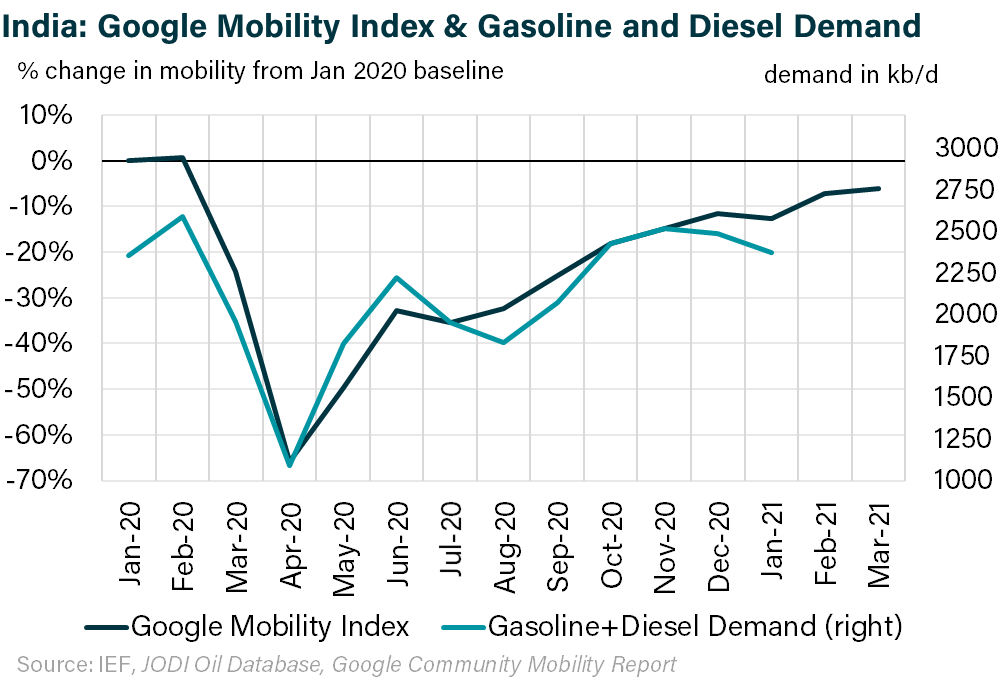 India: Google Mobility Index & Gasoline and Diesel Demand
% change in mobility from Jan 2020 baseline
demand in kb/d
10%
0%
-10%
-20%
-30%
-40%
-50%
-60%
-70%
3000
2750
2500
2250
2000
1750
1500
1250
1000
Jan-20
Feb-20
Mar-20
Apr-20
May-20
Jun-20
Jul-20
Aug-20
Sep-20
Oct-20
Nov-20
Dec-20
Jan-21
Feb-21
Mar-21
Google Mobility Index
Gasoline+Diesel Demand (right)
Source: IEF, JODI Oil Database, Google Community Mobility Report